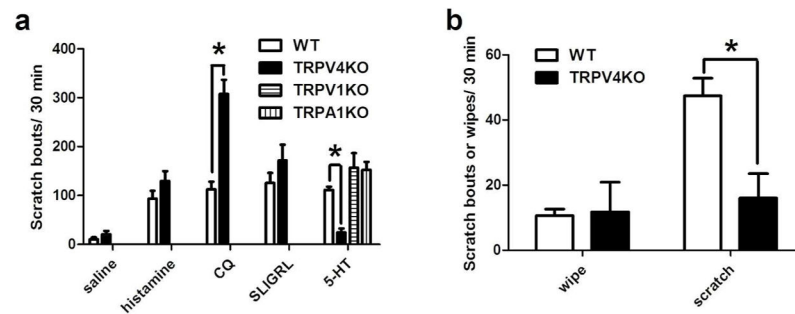 a
Scratch bouts/ 30 min
400
300
200
100
0
*
*
WT
TRPV4KO
TRPV1KO
TRPA1KO
saline
histamine
CQ
SLIGRL
5-HT
b
Scratch bouts or wipes/ 30 min
60
40
20
0
WT
TRPV4KO
*
wipe
scratch